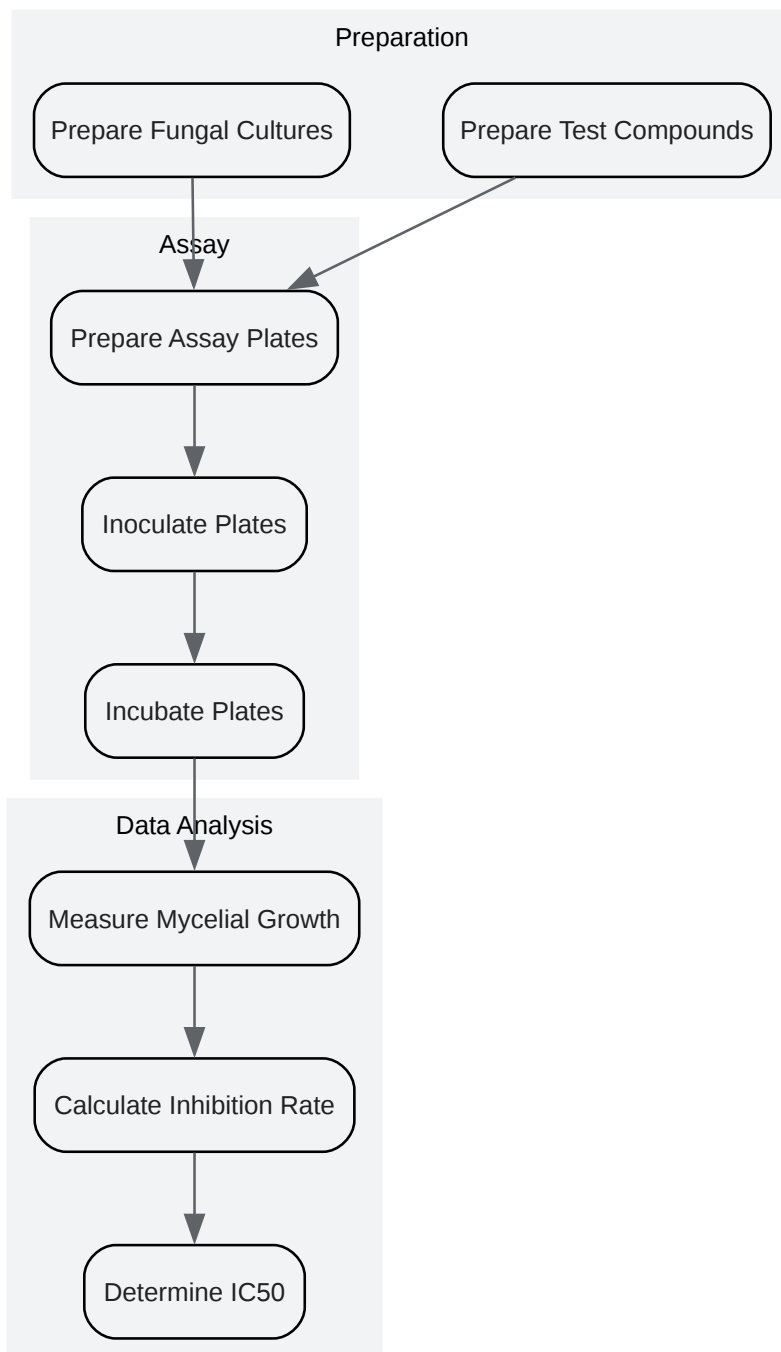 Preparation
Prepare Fungal Cultures
Prepare Test Compounds
Assay
Prepare Assay Plates
Inoculate Plates
Incubate Plates
Data Analysis
Measure Mycelial Growth
Calculate Inhibition Rate
Determine IC50